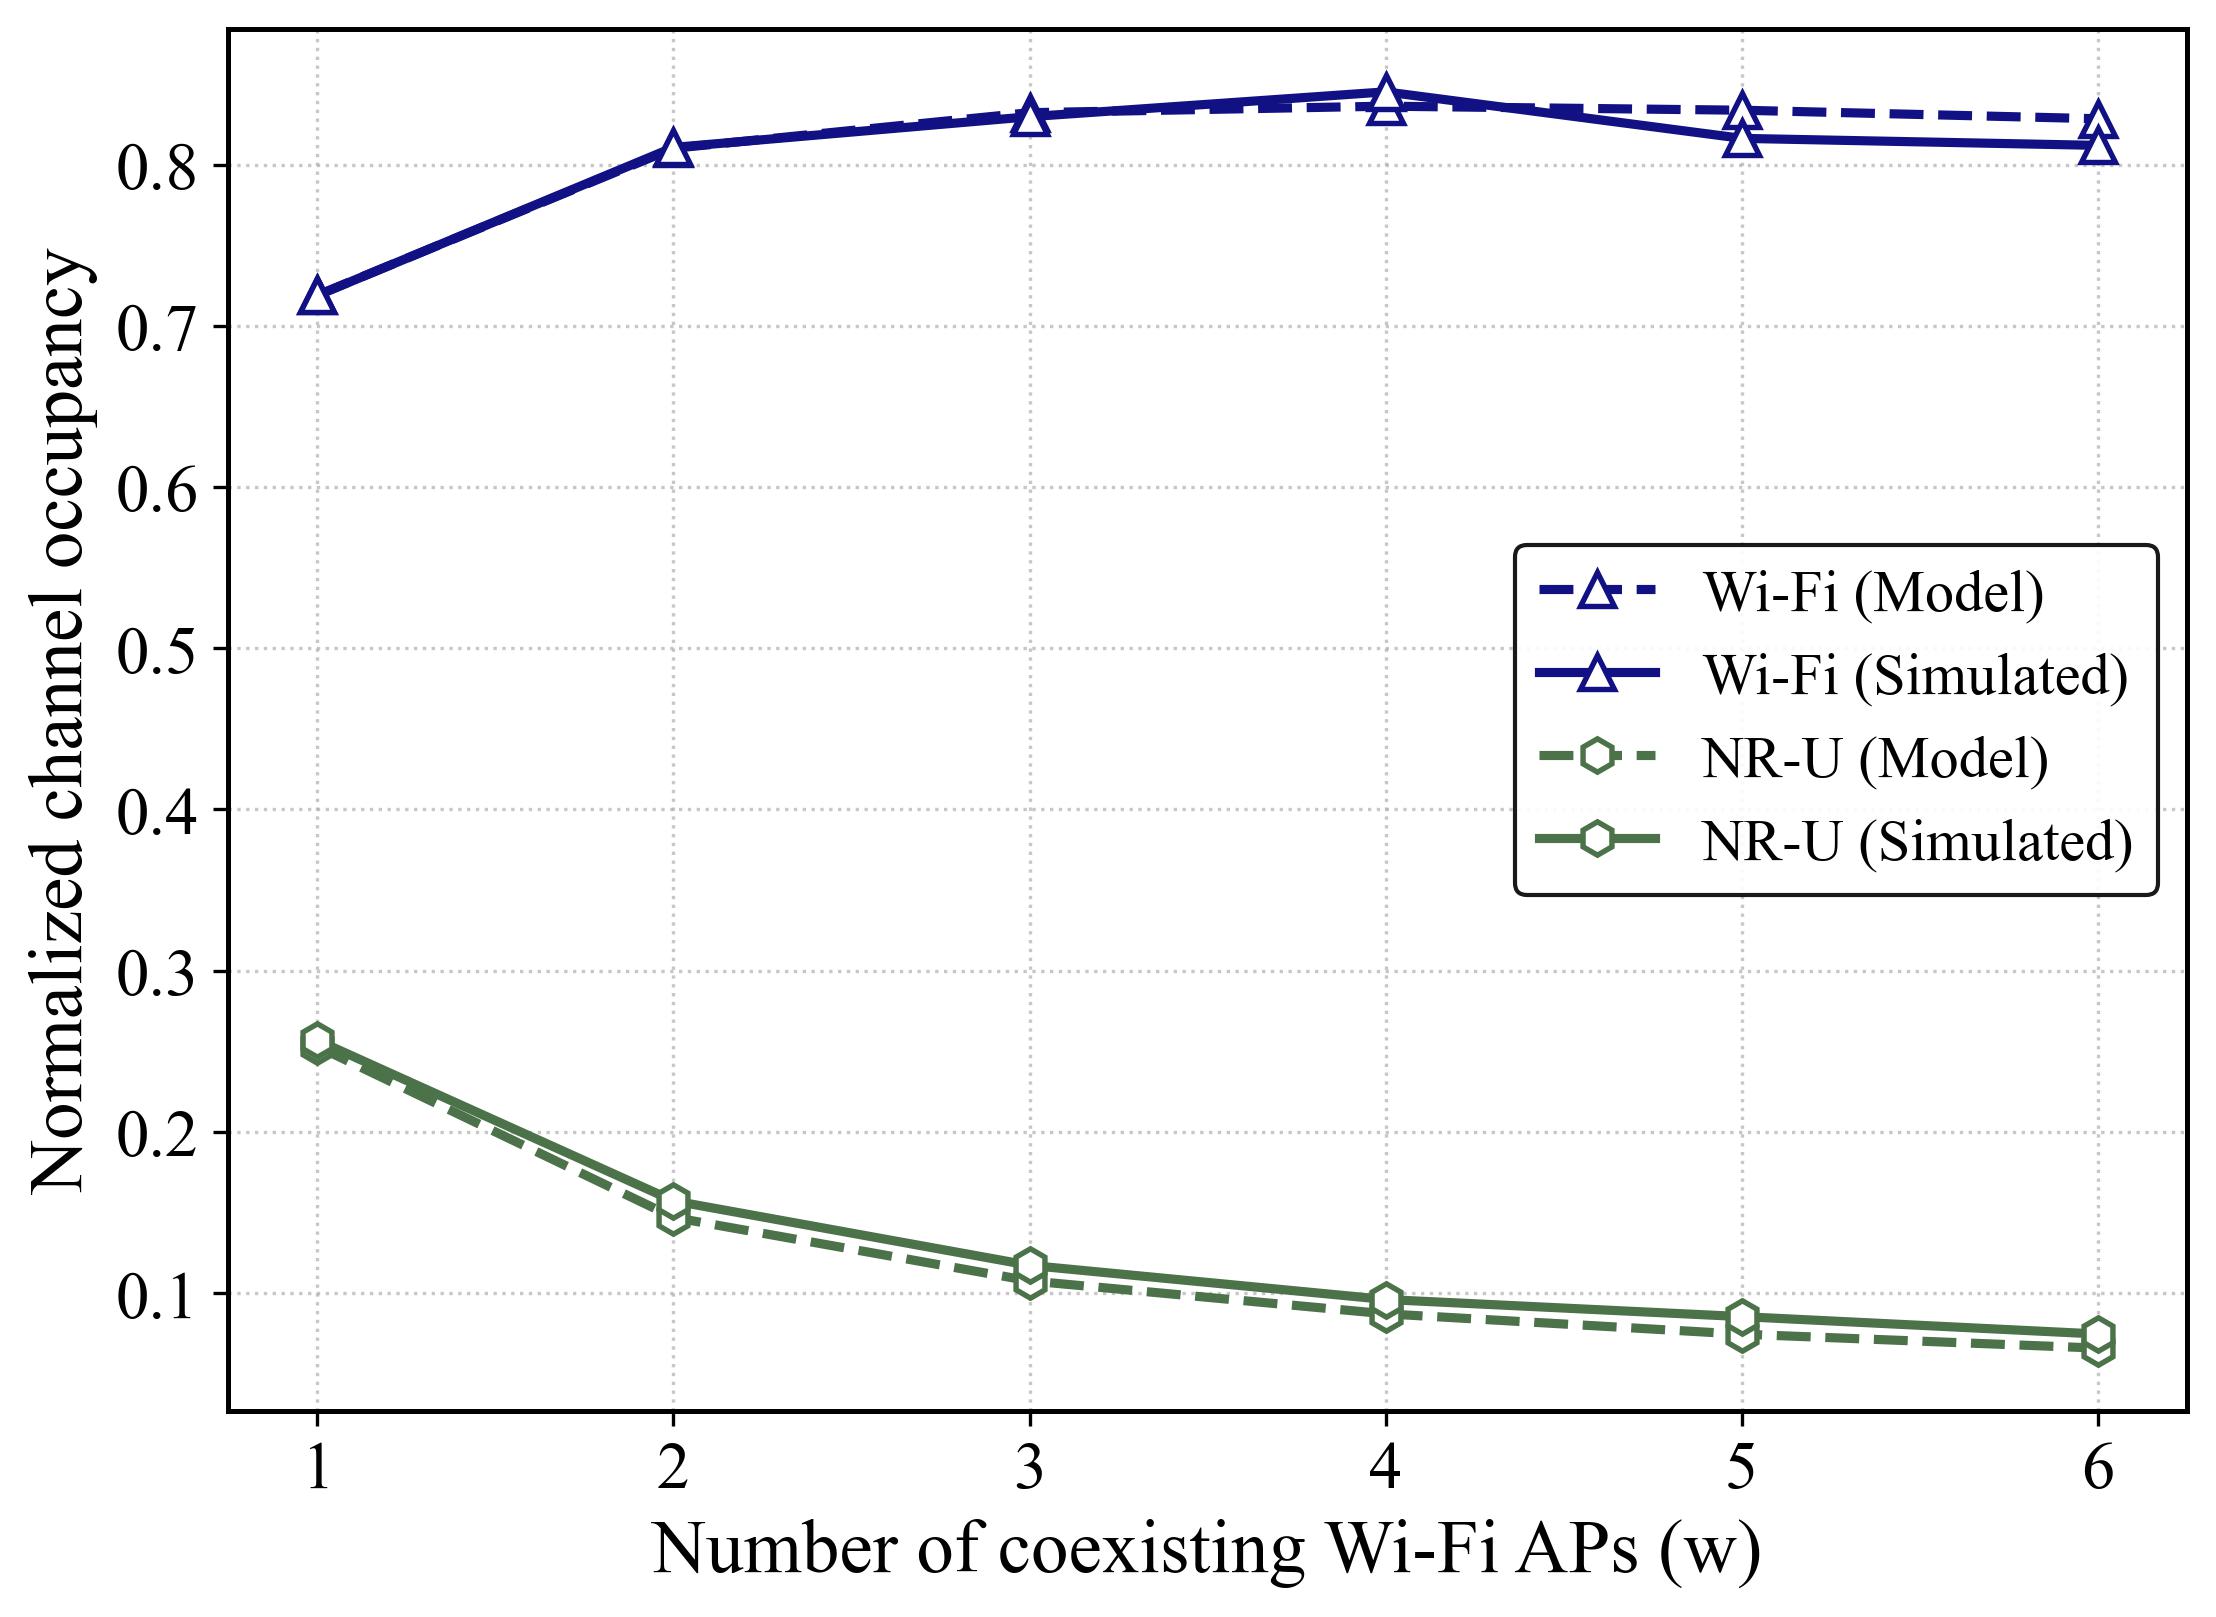 Normalized channel occupancy
0.8
0.7
0.6
0.5
0.4
0.3
0.2
0.1
Wi-Fi (Model)
Wi-Fi (Simulated)
NR-U (Model)
NR-U (Simulated)
1 2 3 4 5 6
Number of coexisting Wi-Fi APs (w)